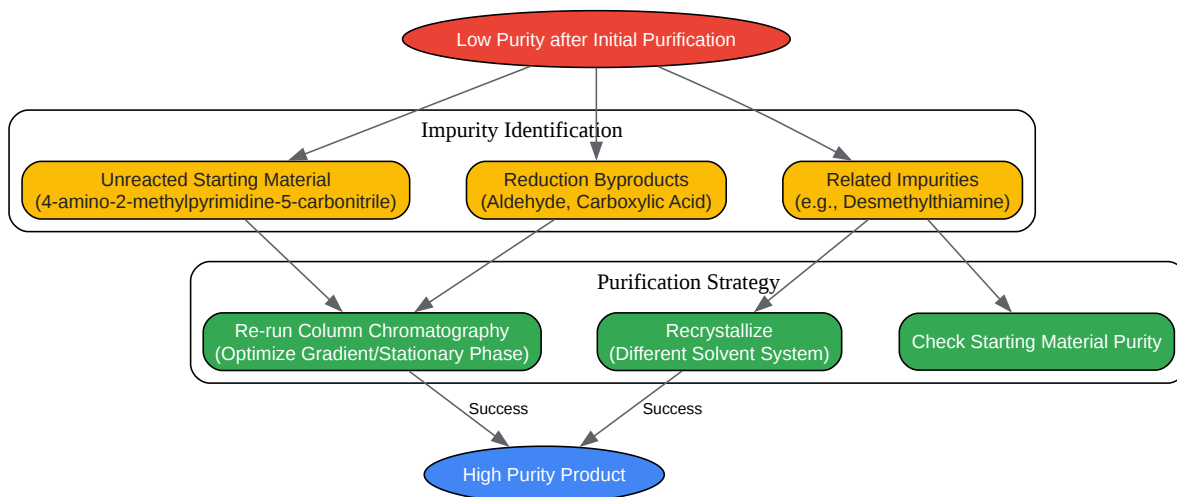 Low Purity after Initial Purification
Impurity Identification
Unreacted Starting Material
(4-amino-2-methylpyrimidine-5-carbonitrile)
Reduction Byproducts
(Aldehyde, Carboxylic Acid)
Related Impurities
(e.g., Desmethylthiamine)
Purification Strategy
Re-run Column Chromatography
(Optimize Gradient/Stationary Phase)
Recrystallize
(Different Solvent System)
Check Starting Material Purity
Success
Success
High Purity Product